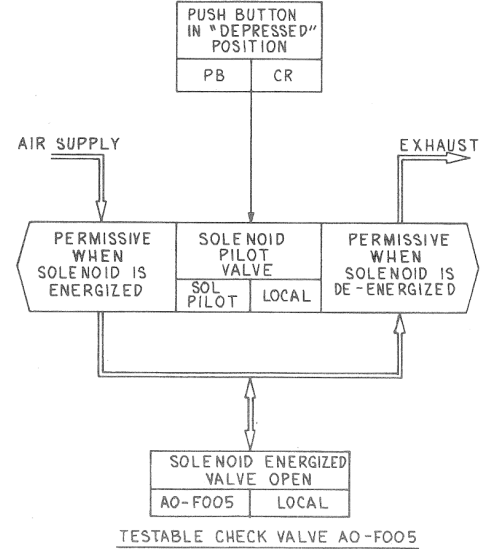 PUSH BUTTON
IN "DEPRESSED"
POSITION
PB
CR
AIR SUPPLY
EXHAUST
PERMISSIVE
WHEN
SOLENOID IS
ENERGIZED
SOLENOID
PILOT
VALVE
SOL
PILOT
LOCAL
PERMISSIVE
WHEN
SOLENOID IS
DE-ENERGIZED
SOLENOID ENERGIZED
VALVE OPEN
AO-F005
LOCAL
TESTABLE CHECK VALVE AO-F005